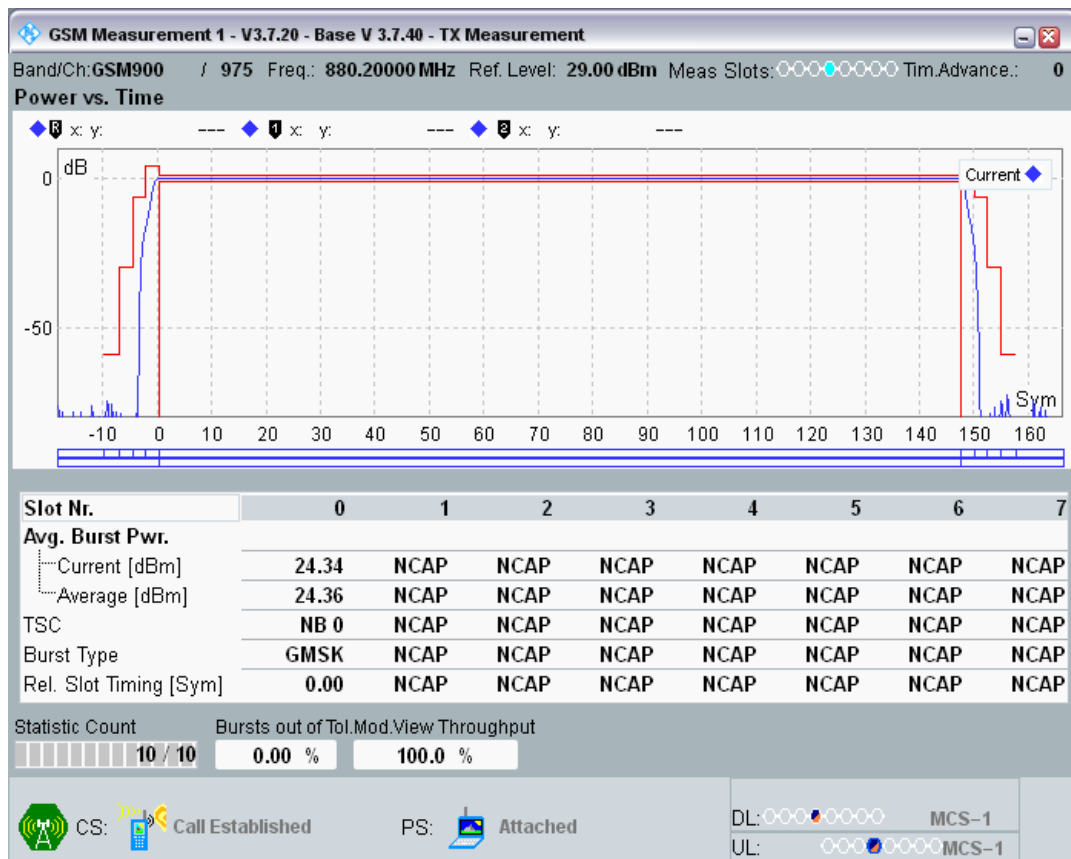 GSM Measurement 1 - V3.7.20 - Base V 3.7.40 - TX Measurement
Band/Ch:GSM900 / 975 Freq.: 880.20000 MHz Ref. Level: 29.00 dBm Meas Slots: Tim.Advance.: 0
Power vs. Time
R x: y: --- 1 x: y: --- 2 x: y: ---
dB
Current
0
-50
Sym
-10 0 10 20 30 40 50 60 70 80 90 100 110 120 130 140 150 160
Slot Nr. 0 1 2 3 4 5 6 7
Avg. Burst Pwr.
Current [dBm] 24.34 NCAP NCAP NCAP NCAP NCAP NCAP NCAP
Average [dBm] 24.36 NCAP NCAP NCAP NCAP NCAP NCAP NCAP
TSC NB 0 NCAP NCAP NCAP NCAP NCAP NCAP NCAP
Burst Type GMSK NCAP NCAP NCAP NCAP NCAP NCAP NCAP
Rel. Slot Timing [Sym] 0.00 NCAP NCAP NCAP NCAP NCAP NCAP NCAP
Statistic Count Bursts out of Tol.Mod.View Throughput
10 / 10 0.00 % 100.0 %
CS: Call Established PS: Attached
DL: MCS-1
UL: MCS-1